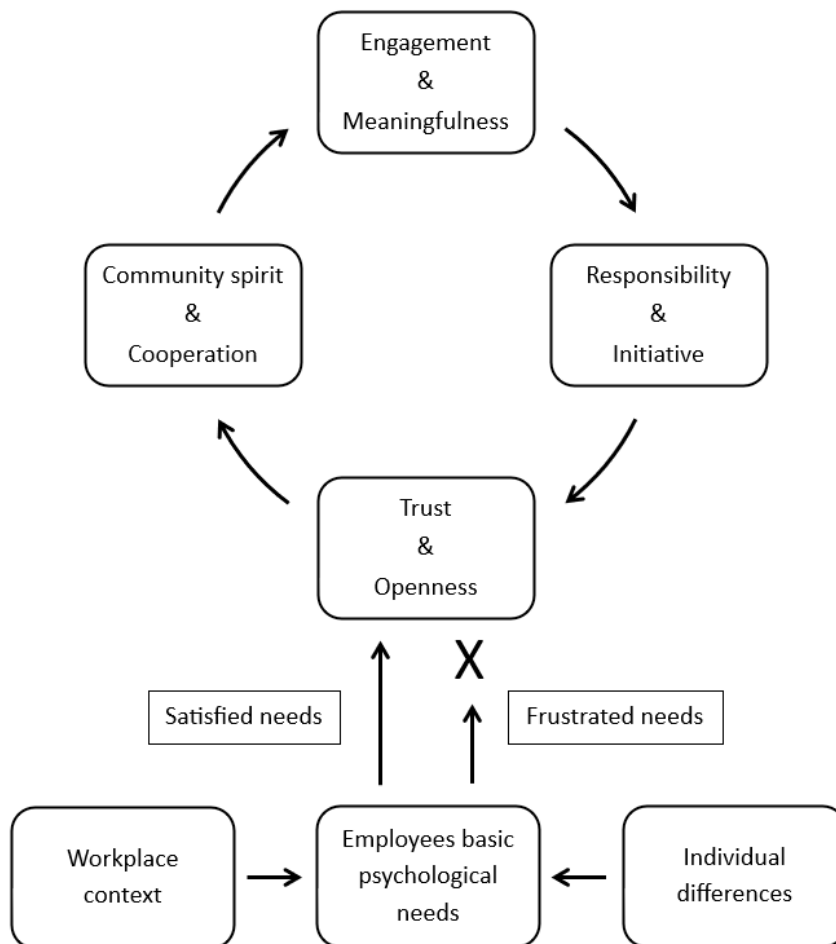 Engagement
&
Meaningfulness
Community spirit
&
Cooperation
Responsibility
&
Initiative
Trust
&
Openness
X
Satisfied needs
Frustrated needs
Workplace
context
Employees basic
psychological
needs
Individual
differences